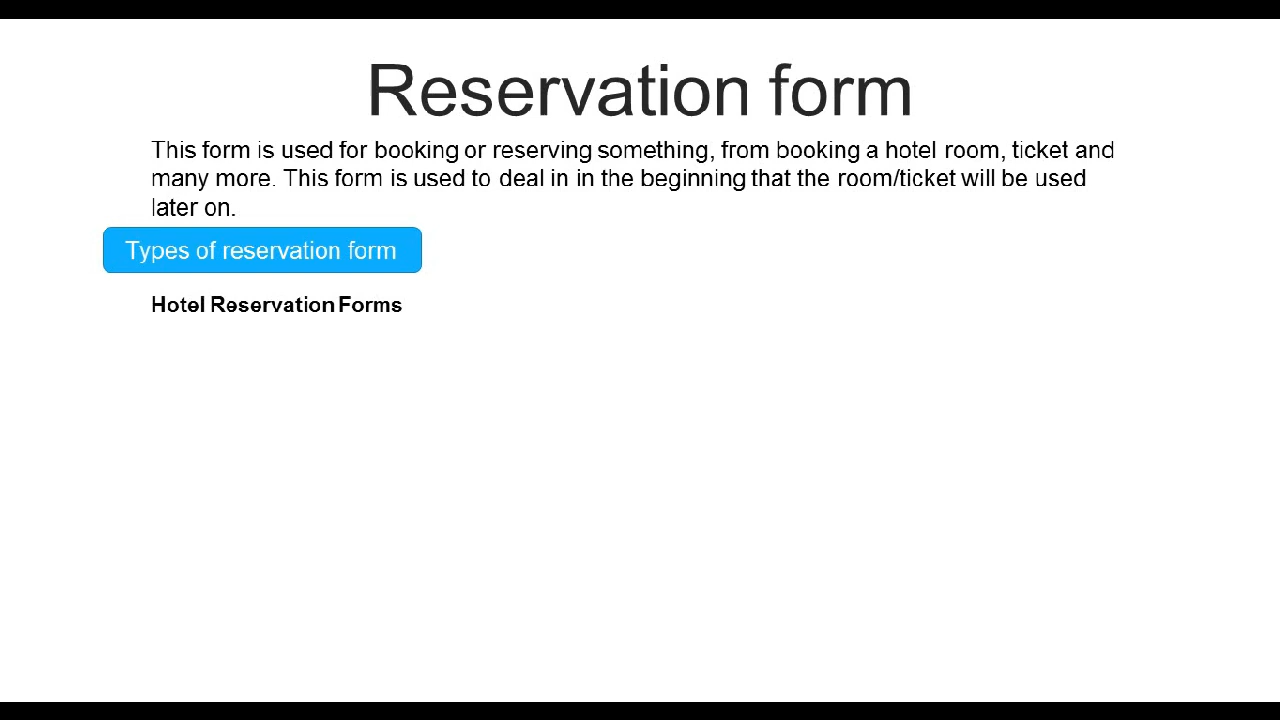 Reservation form
This form is used for booking or reserving something, from booking a hotel room, ticket and
many more. This form is used to deal in in the beginning that the room/ticket will be used
later on.
Types of reservation form
Hotel Reservation Forms